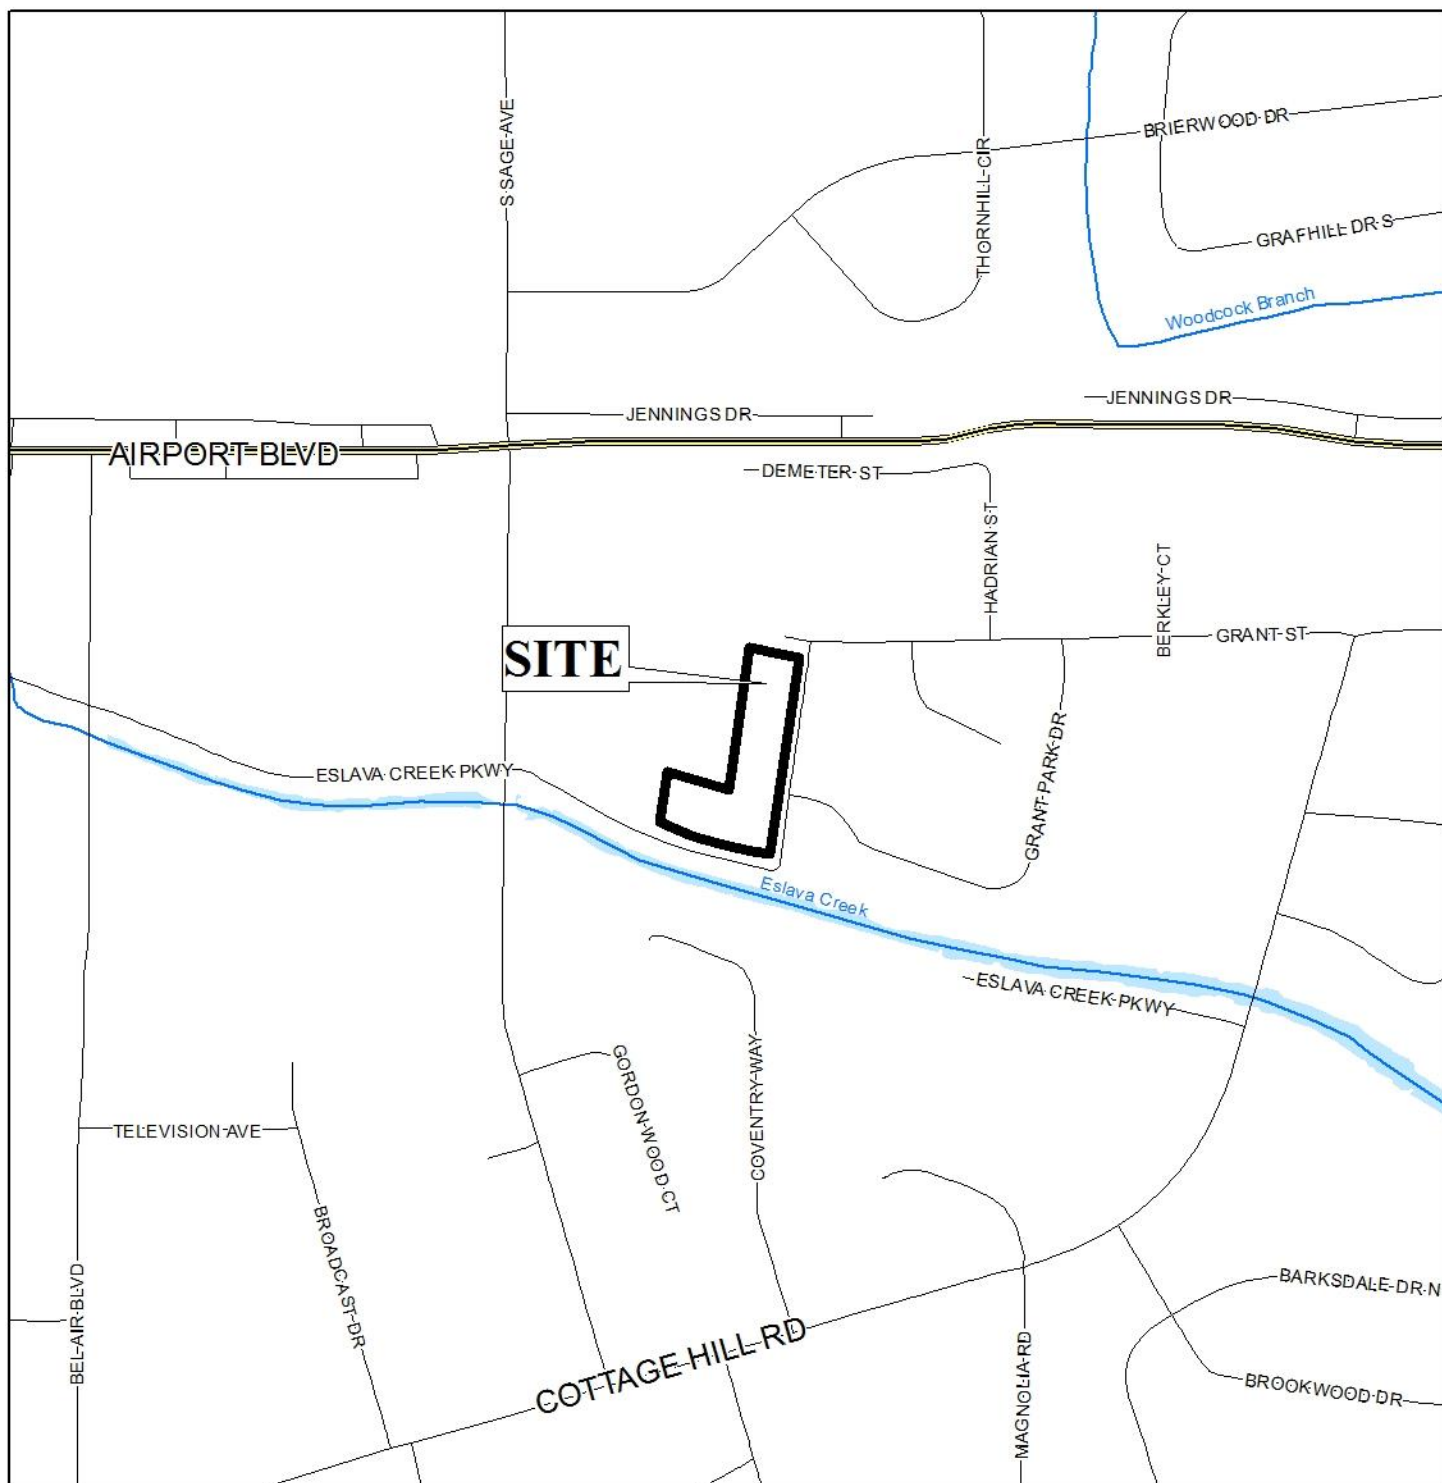 S SAGE AVE
BRIERWOOD DR
THORNHILL CIR
GRAFHILL DR S
Woodcock Branch
JENNINGS DR
JENNINGS DR
AIRPORT BLVD
DEMETER ST
HADRIAN ST
BERKLEY CT
GRANT ST
SITE
GRANT PARK DR
ESLAVA CREEK PKWY
Eslava Creek
ESLAVA CREEK PKWY
GORDON WOOD CT
COVENTRY WAY
TELEVISION AVE
BROADCAST DR
BEL AIR BLVD
COTTAGE HILL RD
MAGNOLIA RD
BARKSDALE DR N
BROOKWOOD DR